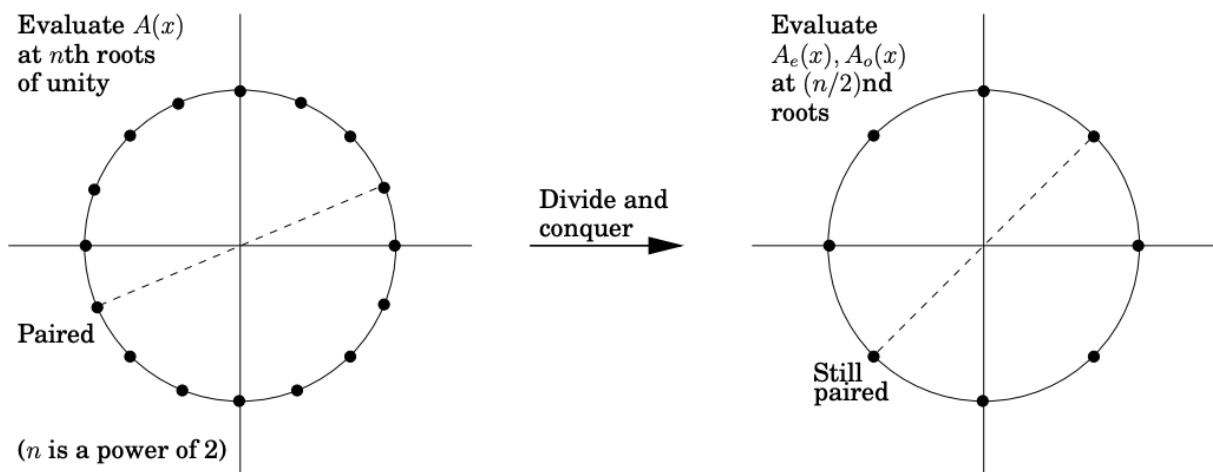 Evaluate A(x)
at nth roots
of unity
Paired
(n is a power of 2)
Divide and
conquer
Evaluate
A_e(x), A_o(x)
at (n/2)nd
roots
Still
paired